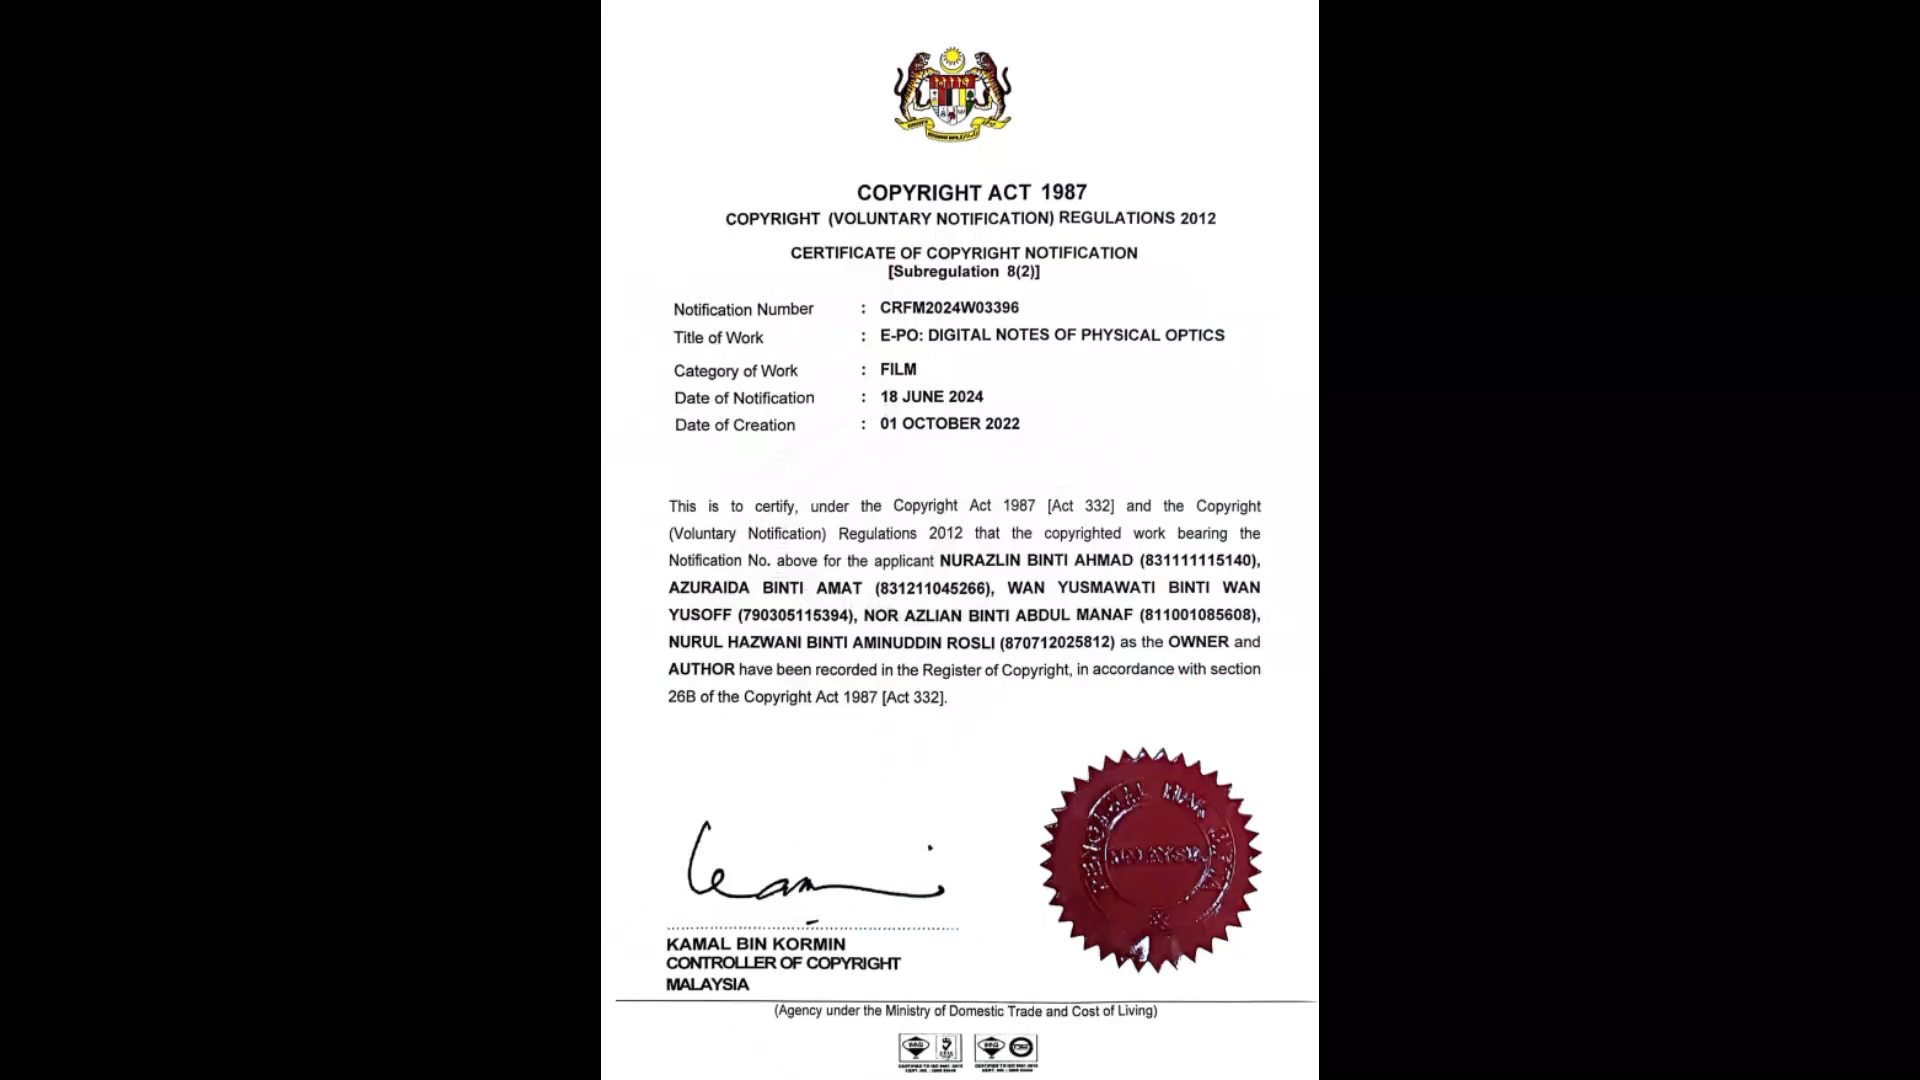 COPYRIGHT ACT 1987
COPYRIGHT (VOLUNTARY NOTIFICATION) REGULATIONS 2012
CERTIFICATE OF COPYRIGHT NOTIFICATION
[Subregulation 8(2)]
Notification Number : CRFM2024W03396
Title of Work : E-PO: DIGITAL NOTES OF PHYSICAL OPTICS
Category of Work : FILM
Date of Notification : 18 JUNE 2024
Date of Creation : 01 OCTOBER 2022
This is to certify, under the Copyright Act 1987 [Act 332] and the Copyright
(Voluntary Notification) Regulations 2012 that the copyrighted work bearing the
Notification No. above for the applicant NURAZLIN BINTI AHMAD (831111115140),
AZURAIDA BINTI AMAT (831211045266), WAN YUSMAWATI BINTI WAN
YUSOFF (790305115394), NOR AZLIAN BINTI ABDUL MANAF (811001085608),
NURUL HAZWANI BINTI AMINUDDIN ROSLI (870712025812) as the OWNER and
AUTHOR have been recorded in the Register of Copyright, in accordance with section
26B of the Copyright Act 1987 [Act 332].
MALAYSIA
KAMAL BIN KORMIN
CONTROLLER OF COPYRIGHT
MALAYSIA
(Agency under the Ministry of Domestic Trade and Cost of Living)